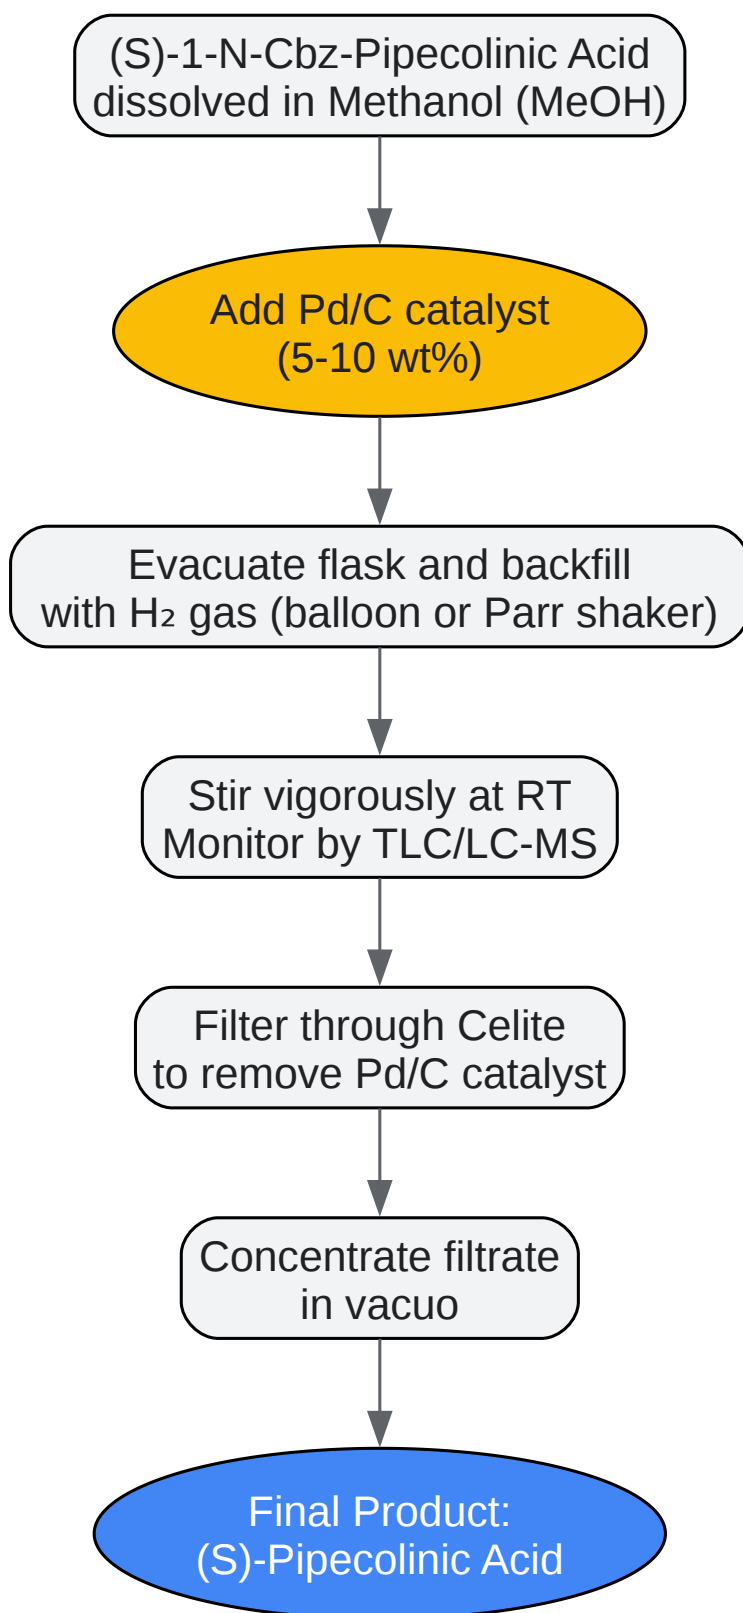 (S)-1-N-Cbz-Pipecolinic Acid
dissolved in Methanol (MeOH)
Add Pd/C catalyst
(5-10 wt%)
Evacuate flask and backfill
with H₂ gas (balloon or Parr shaker)
Stir vigorously at RT
Monitor by TLC/LC-MS
Filter through Celite
to remove Pd/C catalyst
Concentrate filtrate
in vacuo
Final Product:
(S)-Pipecolinic Acid